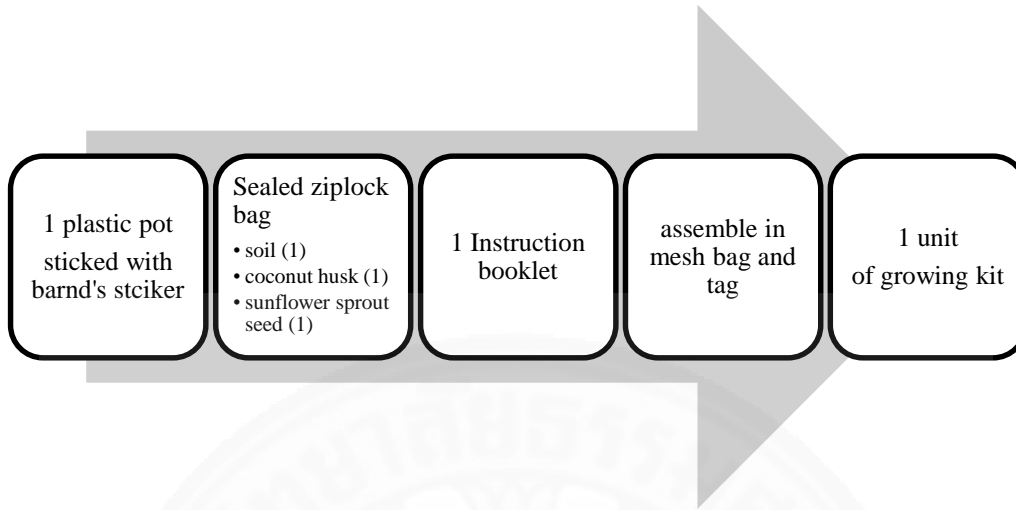 1 plastic pot
sticked with
barnd's stciker
Sealed ziplock
bag
• soil (1)
• coconut husk (1)
• sunflower sprout
seed (1)
1 Instruction
booklet
assemble in
mesh bag and
tag
1 unit
of growing kit